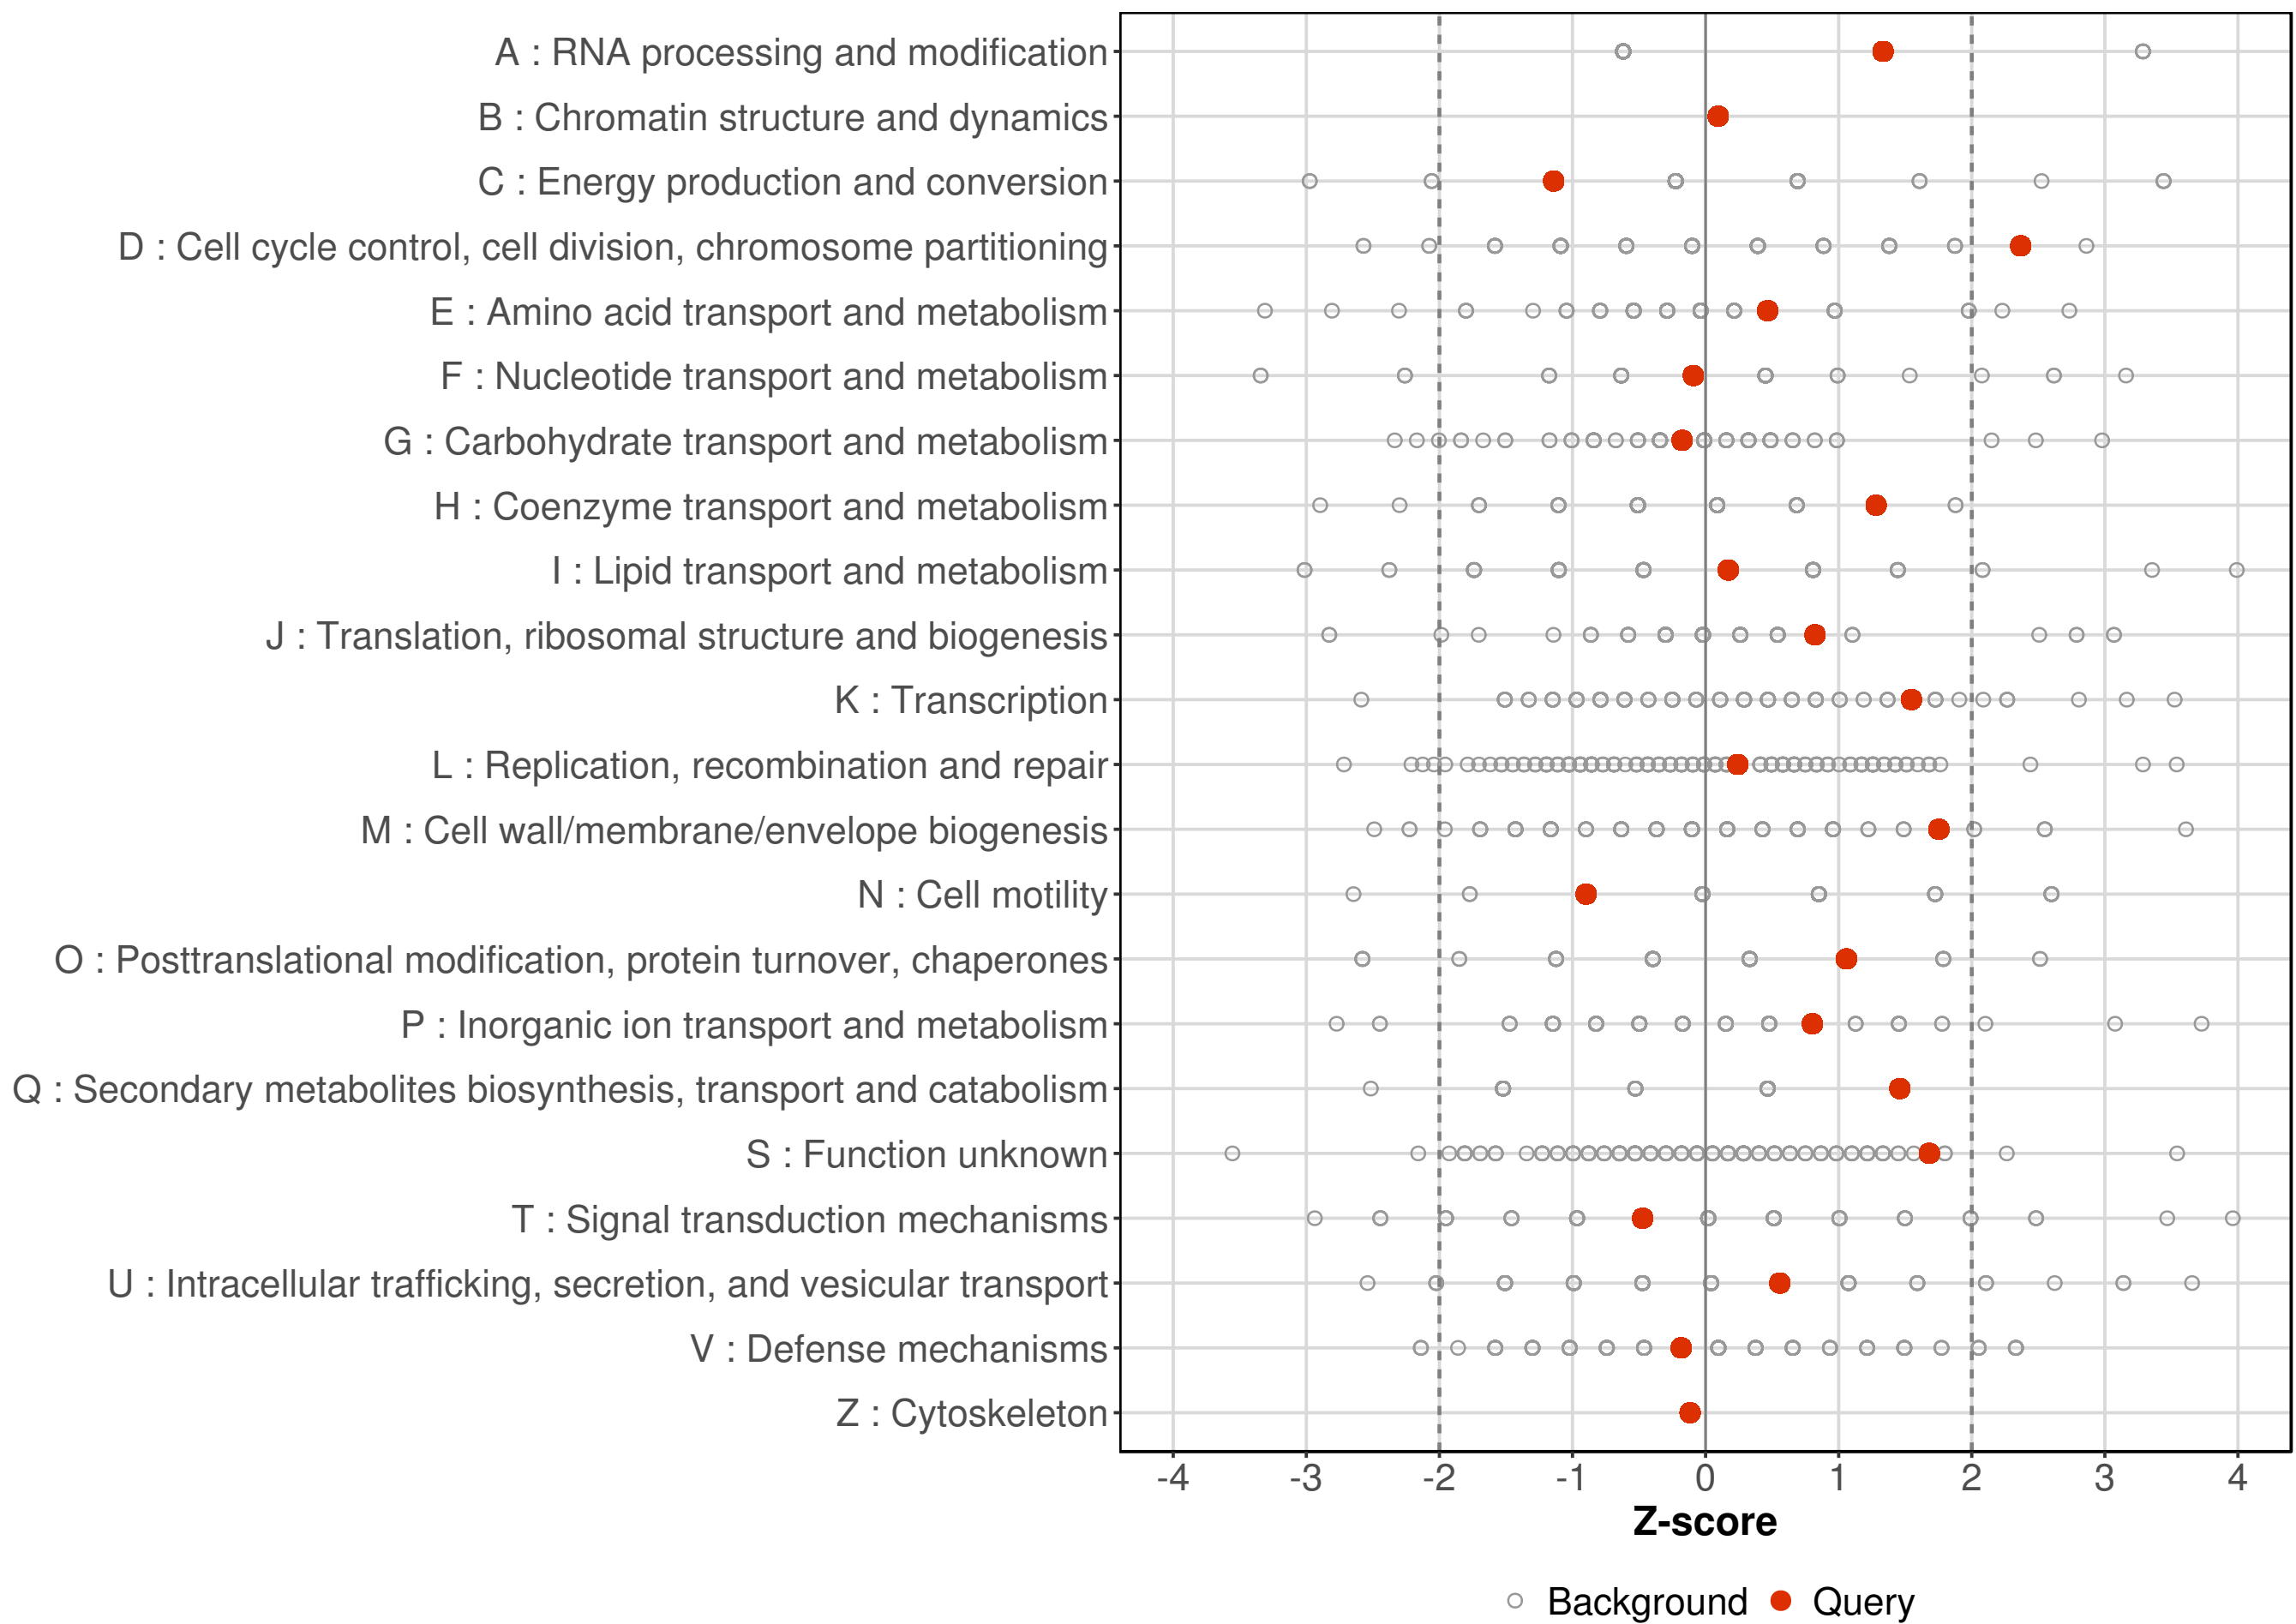 A : RNA processing and modification
B : Chromatin structure and dynamics
C : Energy production and conversion
D : Cell cycle control, cell division, chromosome partitioning
E : Amino acid transport and metabolism
F : Nucleotide transport and metabolism
G : Carbohydrate transport and metabolism
H : Coenzyme transport and metabolism
I : Lipid transport and metabolism
J : Translation, ribosomal structure and biogenesis
K : Transcription
L : Replication, recombination and repair
M : Cell wall/membrane/envelope biogenesis
N : Cell motility
O : Posttranslational modification, protein turnover, chaperones
P : Inorganic ion transport and metabolism
Q : Secondary metabolites biosynthesis, transport and catabolism
S : Function unknown
T : Signal transduction mechanisms
U : Intracellular trafficking, secretion, and vesicular transport
V : Defense mechanisms
Z : Cytoskeleton
-4 -3 -2 -1 0 1 2 3 4
Z-score
Background Query